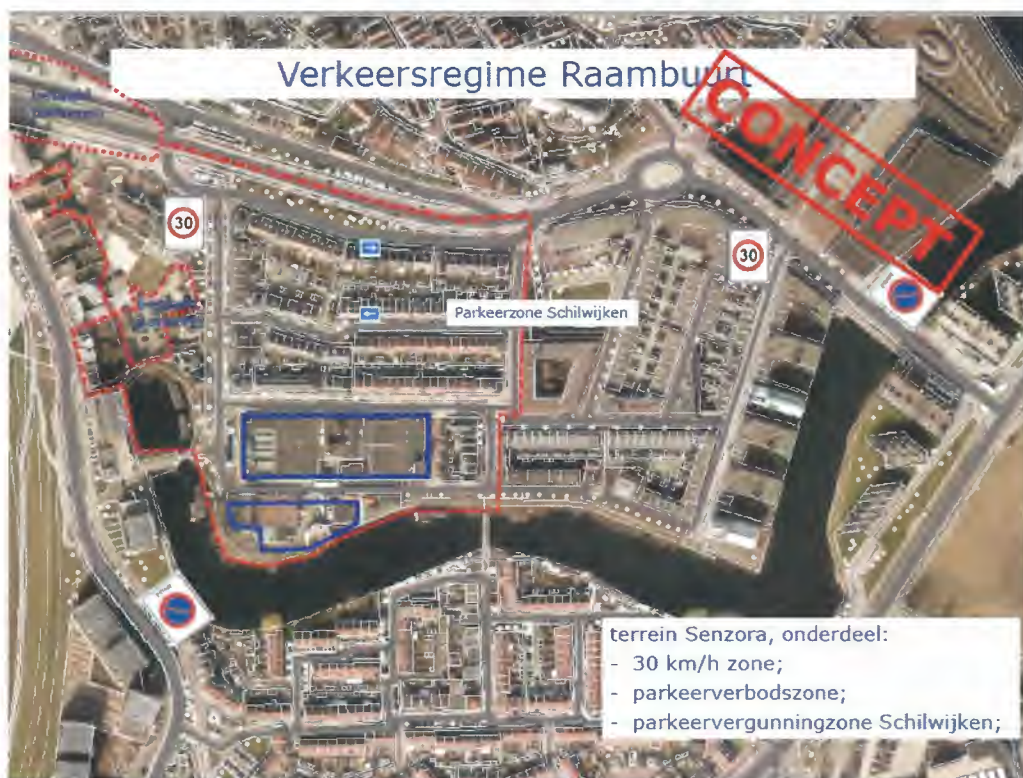 Verkeersregime Raambuurt
CONCEPT
30
30
Parkeerzone Schilwijken
terrein Senzora, onderdeel:
- 30 km/h zone;
- parkeerverbodszone;
- parkeervergunningzone Schilwijken;